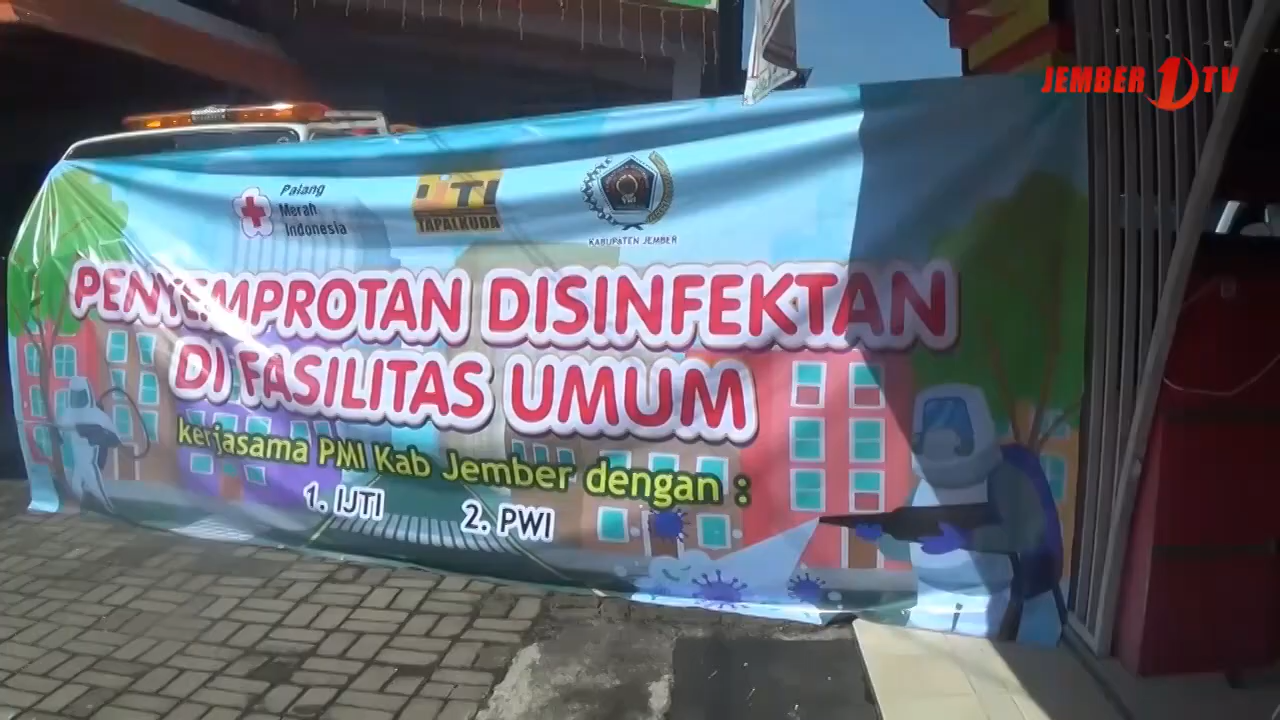 JEMBER 1 TV
Palang
Merah
Indonesia
IJTI
TAPALKUDA
KABUPATEN JEMBER
PENYEMPROTAN DISINFEKTAN
DI FASILITAS UMUM
kerjasama PMI Kab Jember dengan :
1. IJTI 2. PWI